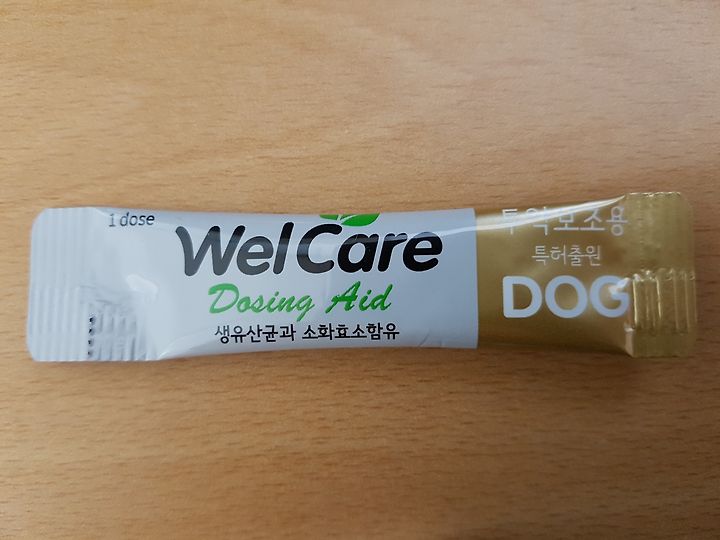 1 dose
WelCare
Dosing Aid
생유산균과 소화효소함유
투약보조용
특허출원
DOG